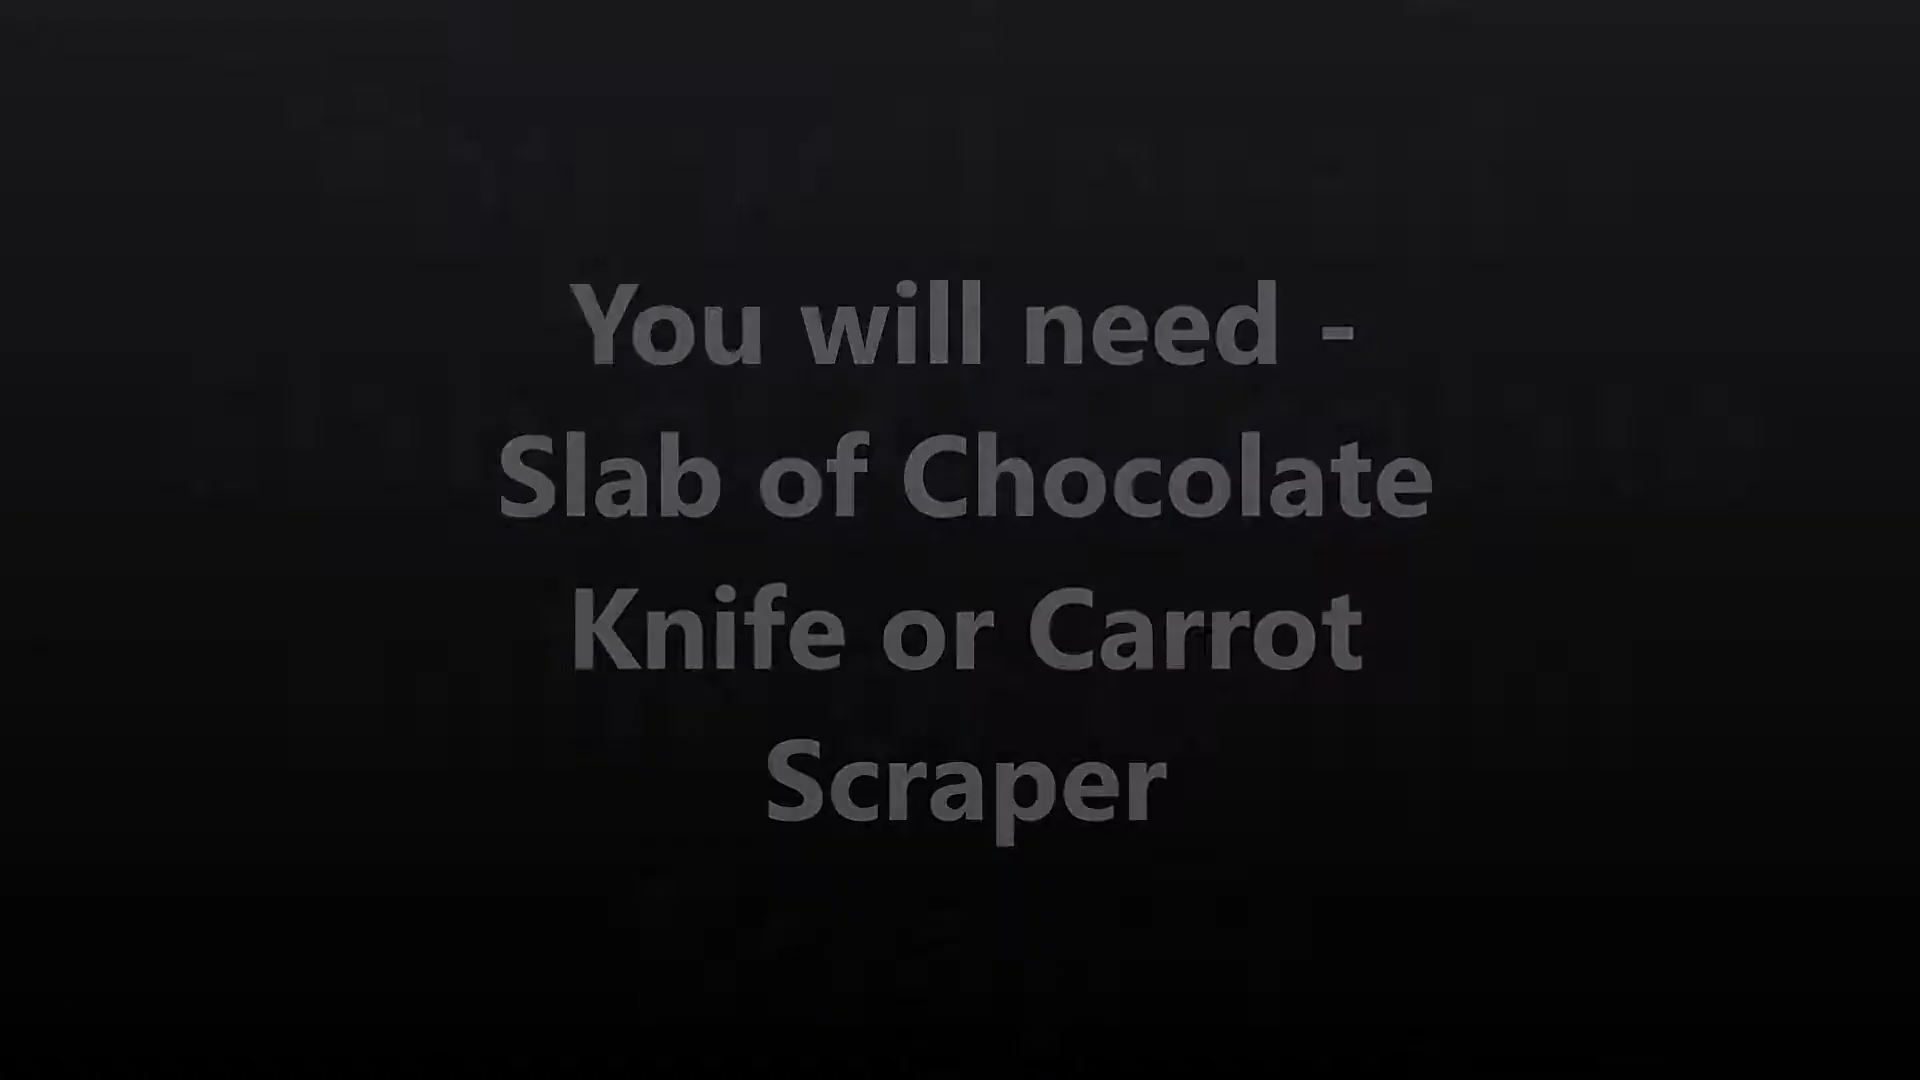 You will need -
Slab of Chocolate
Knife or Carrot
Scraper